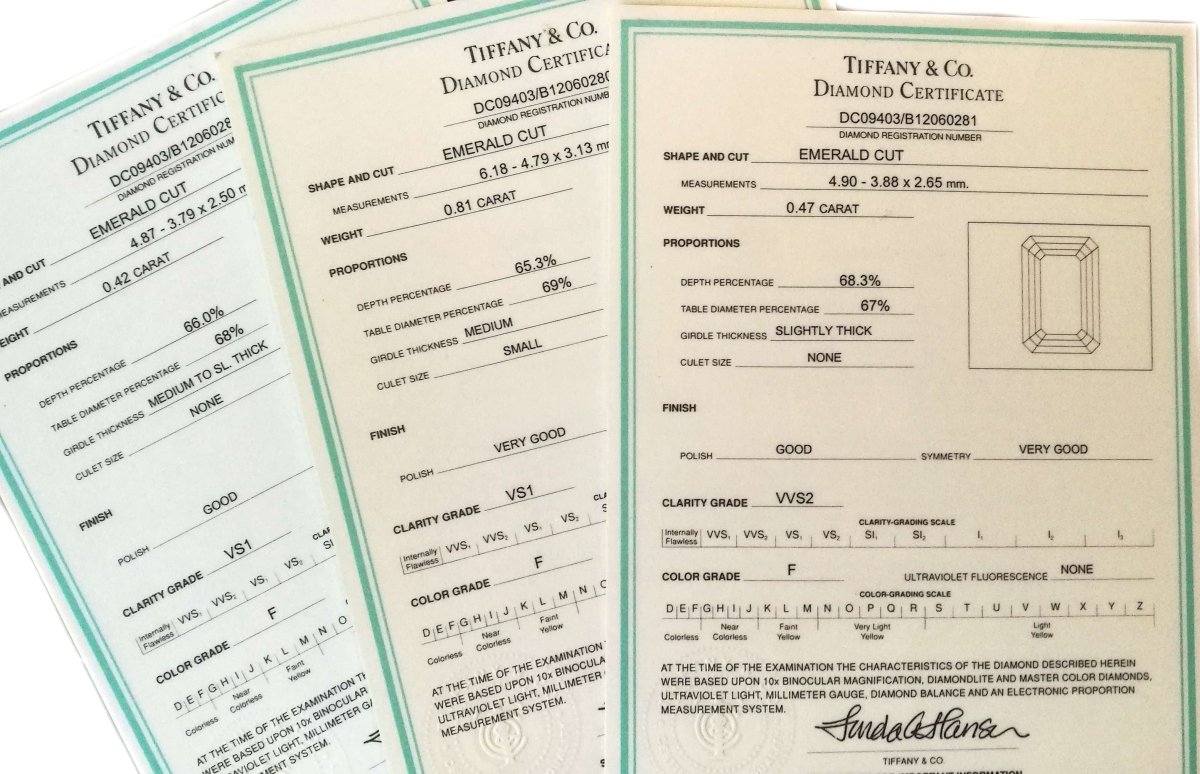 TIFFANY & CO.
DIAMOND CERTIFIC
DC09403/B1206028
DIAMOND REGISTRATION NUM
AND CUT EMERALD CUT
MEASUREMENTS 4.87 - 3.79 x 2.50 m
EIGHT 0.42 CARAT
PROPORTIONS
DEPTH PERCENTAGE 66.0%
TABLE DIAMETER PERCENTAGE 68%
GIRDLE THICKNESS MEDIUM TO SL. THICK
CULET SIZE NONE
FINISH
POLISH GOOD
CLARITY GRADE VS1
CLAR
Internally Flawless VVS₁ VVS₂ VS₁ VS₂ SI
COLOR GRADE F
D E F G H I J K L M N O
Colorless Near Colorless Faint Yellow
AT THE TIME OF THE EXAMINATION TH
WERE BASED UPON 10x BINOCULAR
ULTRAVIOLET LIGHT, MILLIMETER GA
MEASUREMENT SYSTEM.
TIFFANY & CO.
DIAMOND CERTIFICA
DC09403/B12060280
DIAMOND REGISTRATION NUMB
SHAPE AND CUT EMERALD CUT
MEASUREMENTS 6.18 - 4.79 x 3.13 mm
WEIGHT 0.81 CARAT
PROPORTIONS
DEPTH PERCENTAGE 65.3%
TABLE DIAMETER PERCENTAGE 69%
GIRDLE THICKNESS MEDIUM
CULET SIZE SMALL
FINISH
POLISH VERY GOOD
CLARITY GRADE VS1
CLA
Internally Flawless VVS₁ VVS₂ VS₁ VS₂ S
COLOR GRADE F
D E F G H I J K L M N O
Colorless Near Colorless Faint Yellow
AT THE TIME OF THE EXAMINATION
WERE BASED UPON 10x BINOCULA
ULTRAVIOLET LIGHT, MILLIMETER
MEASUREMENT SYSTEM.
TIFFANY & CO.
DIAMOND CERTIFICATE
DC09403/B12060281
DIAMOND REGISTRATION NUMBER
SHAPE AND CUT EMERALD CUT
MEASUREMENTS 4.90 - 3.88 x 2.65 mm.
WEIGHT 0.47 CARAT
PROPORTIONS
DEPTH PERCENTAGE 68.3%
TABLE DIAMETER PERCENTAGE 67%
GIRDLE THICKNESS SLIGHTLY THICK
CULET SIZE NONE
FINISH
POLISH GOOD SYMMETRY VERY GOOD
CLARITY GRADE VVS2
CLARITY-GRADING SCALE
Internally Flawless VVS₁ VVS₂ VS₁ VS₂ SI₁ SI₂ I₁ I₂ I₃
COLOR GRADE F ULTRAVIOLET FLUORESCENCE NONE
COLOR-GRADING SCALE
D E F G H I J K L M N O P Q R S T U V W X Y Z
Colorless Near Colorless Faint Yellow Very Light Yellow Light Yellow
AT THE TIME OF THE EXAMINATION THE CHARACTERISTICS OF THE DIAMOND DESCRIBED HEREIN
WERE BASED UPON 10x BINOCULAR MAGNIFICATION, DIAMONDLITE AND MASTER COLOR DIAMONDS,
ULTRAVIOLET LIGHT, MILLIMETER GAUGE, DIAMOND BALANCE AND AN ELECTRONIC PROPORTION
MEASUREMENT SYSTEM.
TIFFANY & CO